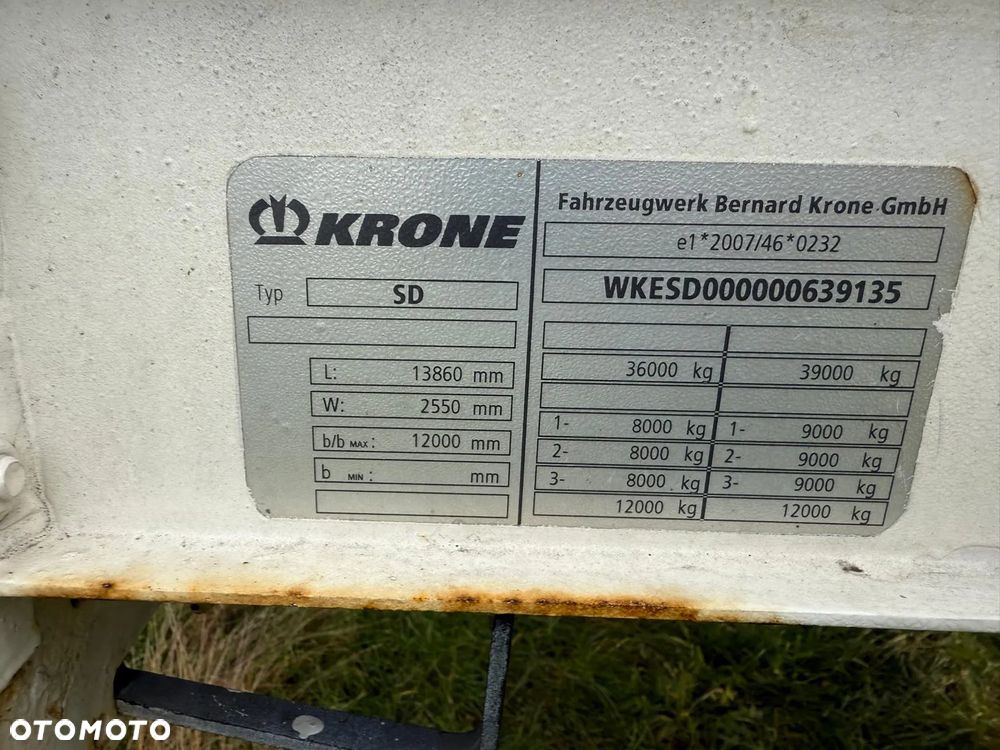 KRONE
Typ SD
L: 13860 mm
W: 2550 mm
b/b MAX : 12000 mm
b MIN : mm
Fahrzeugwerk Bernard Krone GmbH
e1*2007/46*0232
WKESD000000639135
36000 kg 39000 kg
1- 8000 kg 1- 9000 kg
2- 8000 kg 2- 9000 kg
3- 8000 kg 3- 9000 kg
12000 kg 12000 kg
OTOMOTO